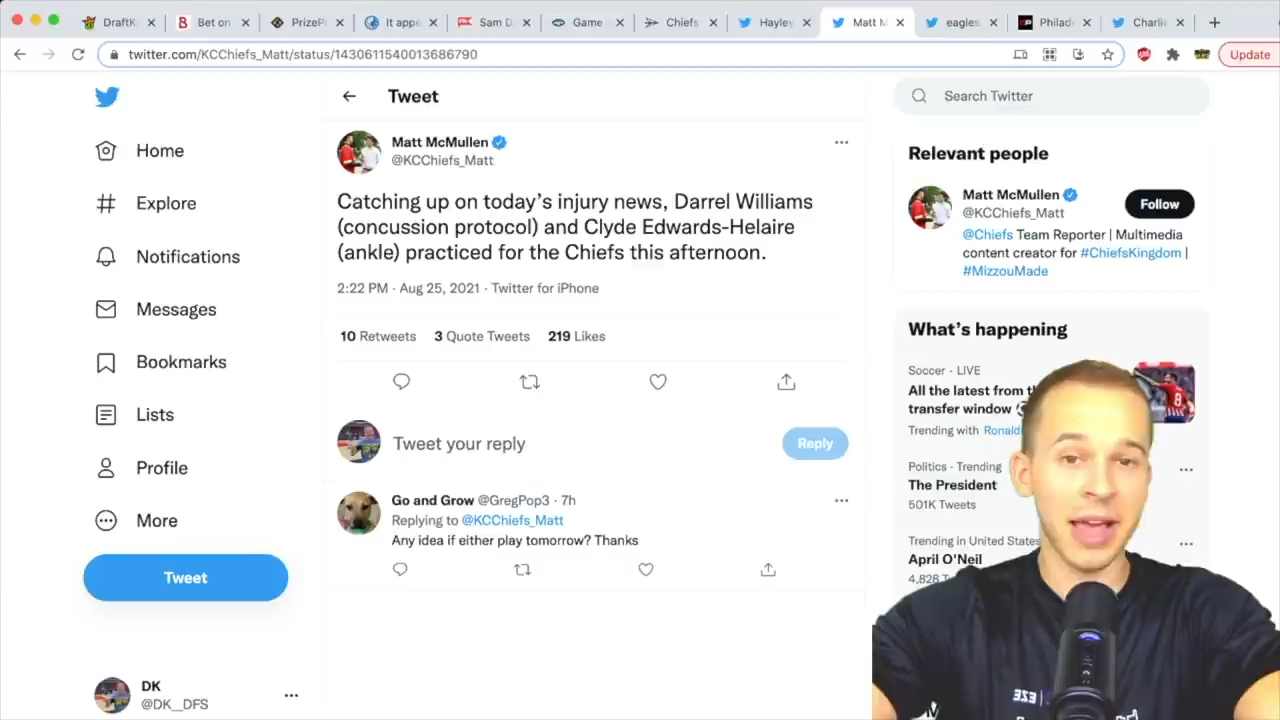 DraftK
Bet on
PrizePi
It appe
Sam D
Game
Chiefs
Hayley
Matt M
eagles
Philad
Charlie
twitter.com/KCChiefs_Matt/status/1430611540013686790
Update
Home
Explore
Notifications
Messages
Bookmarks
Lists
Profile
More
Tweet
DK
@DK__DFS
Tweet
Matt McMullen
@KCChiefs_Matt
Catching up on today's injury news, Darrel Williams
(concussion protocol) and Clyde Edwards-Helaire
(ankle) practiced for the Chiefs this afternoon.
2:22 PM · Aug 25, 2021 · Twitter for iPhone
10 Retweets 3 Quote Tweets 219 Likes
Tweet your reply
Reply
Go and Grow @GregPop3 · 7h
Replying to @KCChiefs_Matt
Any idea if either play tomorrow? Thanks
Search Twitter
Relevant people
Matt McMullen
@KCChiefs_Matt
Follow
@Chiefs Team Reporter | Multimedia
content creator for #ChiefsKingdom |
#MizzouMade
What's happening
Soccer · LIVE
All the latest from th
transfer window
Trending with Ronald
8
Politics · Trending
The President
501K Tweets
Trending in United States
April O'Neil
4,828